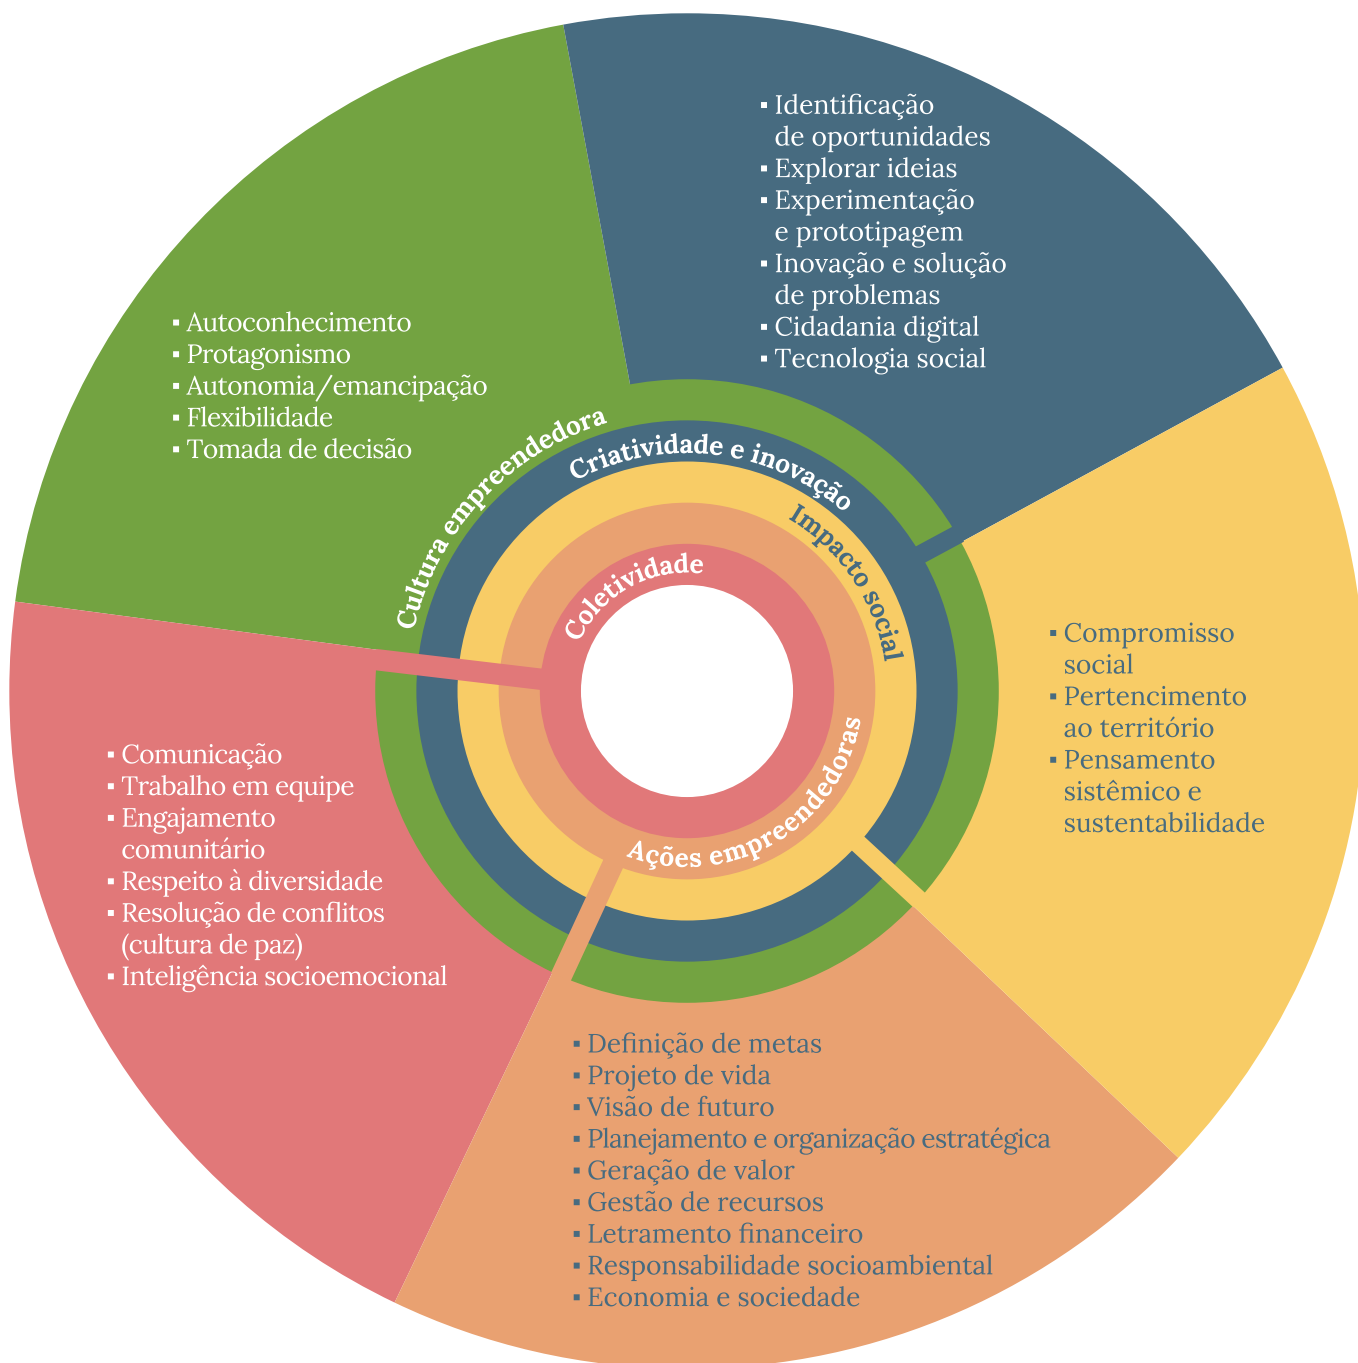 ▪ Identificação
de oportunidades
▪ Explorar ideias
▪ Experimentação
e prototipagem
▪ Inovação e solução
de problemas
▪ Cidadania digital
▪ Tecnologia social
▪ Autoconhecimento
▪ Protagonismo
▪ Autonomia/emancipação
▪ Flexibilidade
▪ Tomada de decisão
Cultura empreendedora
Criatividade e inovação
Impacto social
Coletividade
Ações empreendedoras
▪ Compromisso
social
▪ Pertencimento
ao território
▪ Pensamento
sistêmico e
sustentabilidade
▪ Comunicação
▪ Trabalho em equipe
▪ Engajamento
comunitário
▪ Respeito à diversidade
▪ Resolução de conflitos
(cultura de paz)
▪ Inteligência socioemocional
▪ Definição de metas
▪ Projeto de vida
▪ Visão de futuro
▪ Planejamento e organização estratégica
▪ Geração de valor
▪ Gestão de recursos
▪ Letramento financeiro
▪ Responsabilidade socioambiental
▪ Economia e sociedade